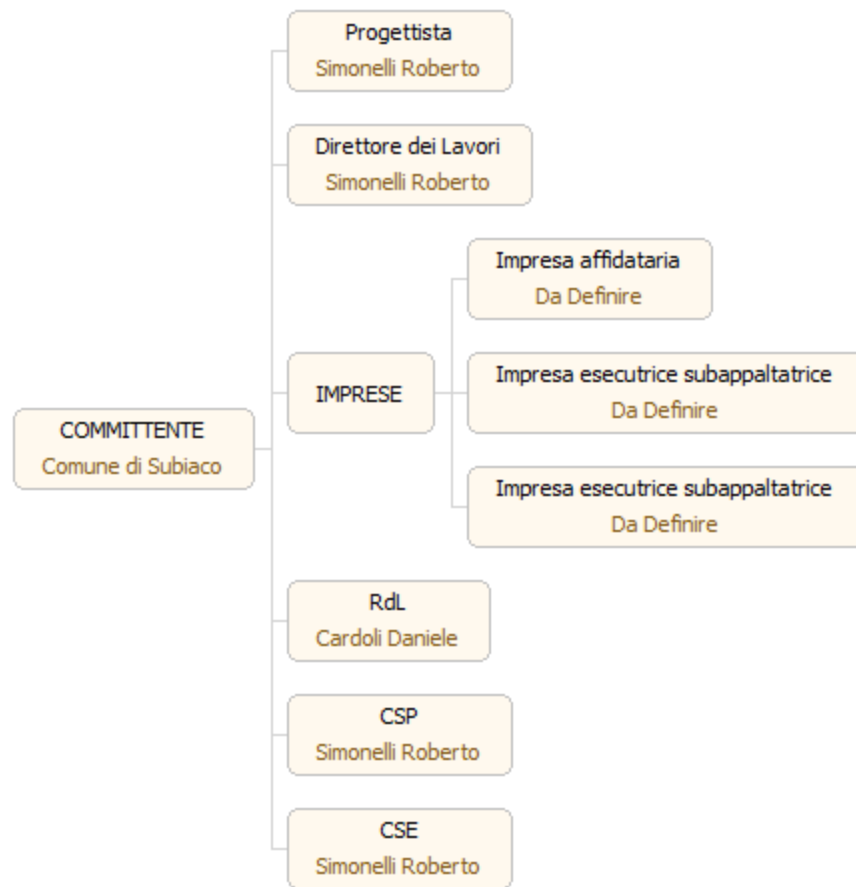 Progettista
Simonelli Roberto
Direttore dei Lavori
Simonelli Roberto
Impresa affidataria
Da Definire
IMPRESE
Impresa esecutrice subappaltatrice
Da Definire
COMMITTENTE
Comune di Subiaco
Impresa esecutrice subappaltatrice
Da Definire
RdL
Cardoli Daniele
CSP
Simonelli Roberto
CSE
Simonelli Roberto